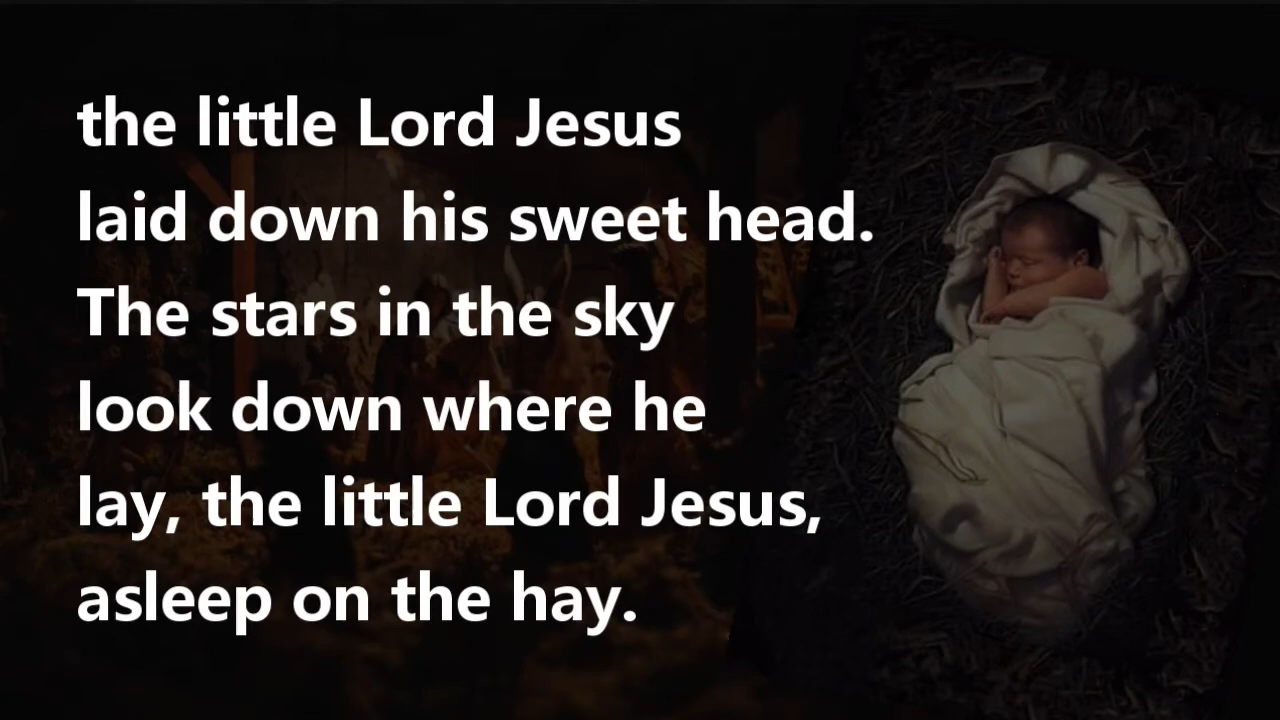 the little Lord Jesus
laid down his sweet head.
The stars in the sky
look down where he
lay, the little Lord Jesus,
asleep on the hay.